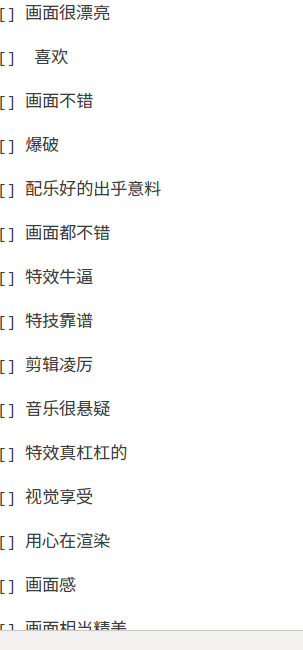 [] 画面很漂亮
[] 喜欢
[] 画面不错
[] 爆破
[] 配乐好的出乎意料
[] 画面都不错
[] 特效牛逼
[] 特技靠谱
[] 剪辑凌厉
[] 音乐很悬疑
[] 特效真杠杠的
[] 视觉享受
[] 用心在渲染
[] 画面感
[] 画面相当精美